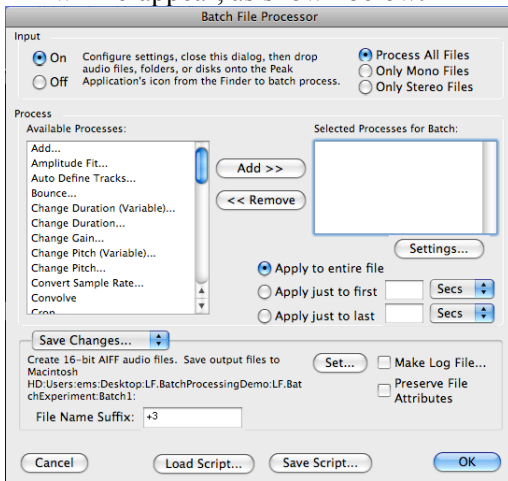 Batch File Processor
Input
On
Off
Configure settings, close this dialog, then drop
audio files, folders, or disks onto the Peak
Application's icon from the Finder to batch process.
Process All Files
Only Mono Files
Only Stereo Files
Process
Available Processes:
Add...
Amplitude Fit...
Auto Define Tracks...
Bounce...
Change Duration (Variable)...
Change Duration...
Change Gain...
Change Pitch (Variable)...
Change Pitch...
Convert Sample Rate...
Convolve
Crop
Add >>
<< Remove
Selected Processes for Batch:
Settings...
Apply to entire file
Apply just to first
Secs
Apply just to last
Secs
Save Changes...
Create 16-bit AIFF audio files. Save output files to
Macintosh
HD:Users:ems:Desktop:LF.BatchProcessingDemo:LF.Bat
chExperiment:Batch1:
Set...
Make Log File...
Preserve File
Attributes
File Name Suffix:
+3
Cancel
Load Script...
Save Script...
OK